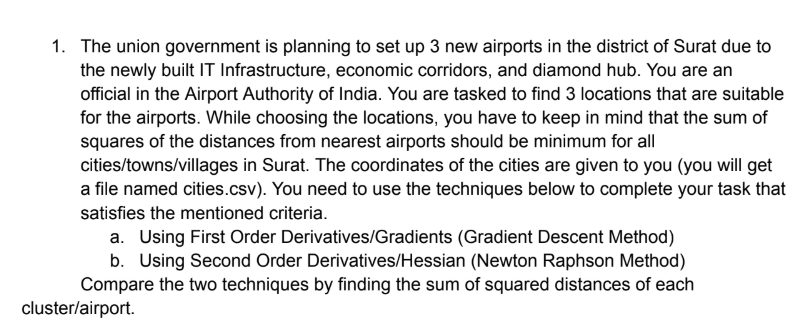 1. The union government is planning to set up 3 new airports in the district of Surat due to
the newly built IT Infrastructure, economic corridors, and diamond hub. You are an
official in the Airport Authority of India. You are tasked to find 3 locations that are suitable
for the airports. While choosing the locations, you have to keep in mind that the sum of
squares of the distances from nearest airports should be minimum for all
cities/towns/villages in Surat. The coordinates of the cities are given to you (you will get
a file named cities.csv). You need to use the techniques below to complete your task that
satisfies the mentioned criteria.
a. Using First Order Derivatives/Gradients (Gradient Descent Method)
b. Using Second Order Derivatives/Hessian (Newton Raphson Method)
Compare the two techniques by finding the sum of squared distances of each
cluster/airport.